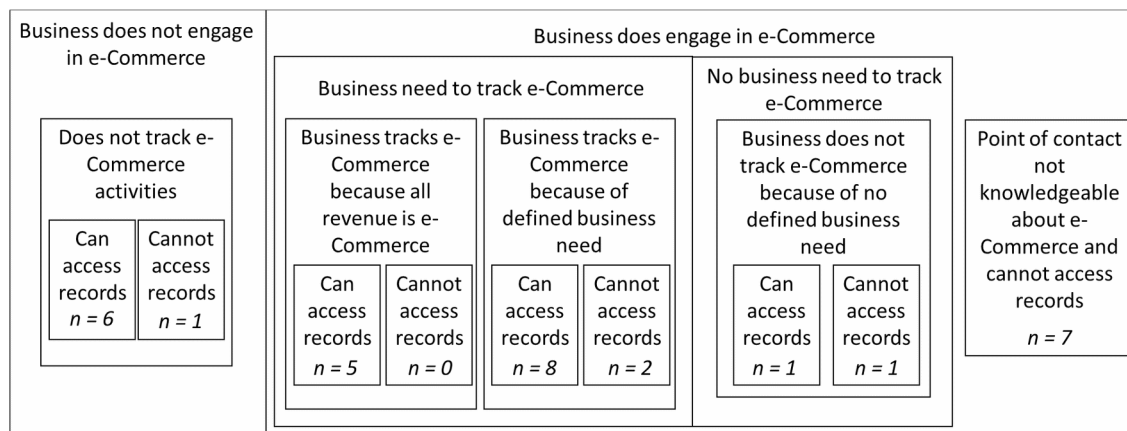 Business does not engage
in e-Commerce
Does not track e-
Commerce
activities
Can
access
records
n = 6
Cannot
access
records
n = 1
Business does engage in e-Commerce
Business need to track e-Commerce
Business tracks e-
Commerce
because all
revenue is e-
Commerce
Can
access
records
n = 5
Cannot
access
records
n = 0
Business tracks e-
Commerce
because of
defined business
need
Can
access
records
n = 8
Cannot
access
records
n = 2
No business need to track
e-Commerce
Business does not
track e-Commerce
because of no
defined business
need
Can
access
records
n = 1
Cannot
access
records
n = 1
Point of contact
not
knowledgeable
about e-
Commerce and
cannot access
records
n = 7